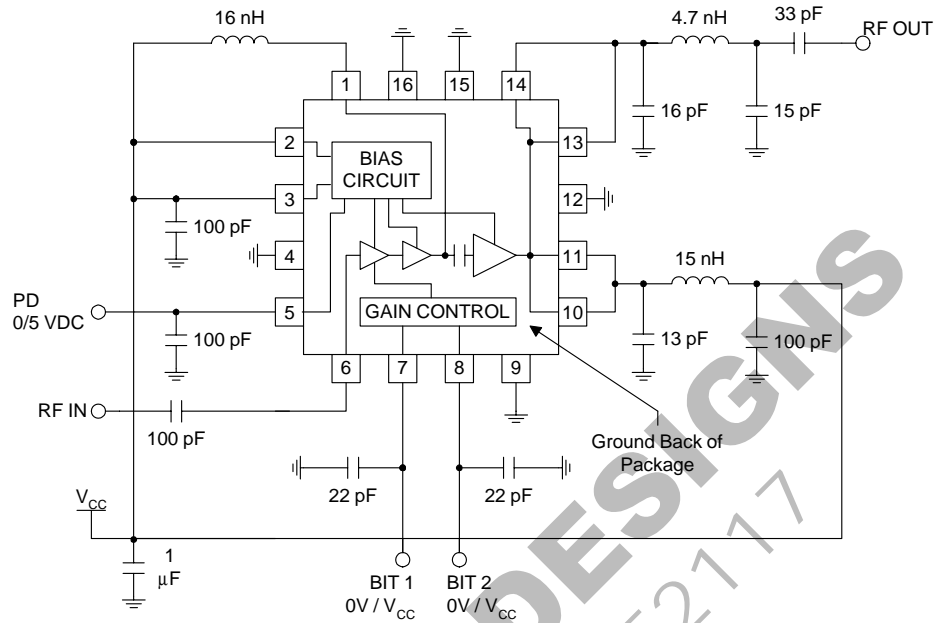 16 nH
4.7 nH
33 pF
RF OUT
1
16
15
14
16 pF
15 pF
2
BIAS
CIRCUIT
13
3
12
100 pF
4
11
15 nH
PD
0/5 VDC
5
GAIN CONTROL
10
100 pF
13 pF
100 pF
6
7
8
9
RF IN
100 pF
Ground Back of
Package
22 pF
22 pF
VCC
1
μF
BIT 1
0V / VCC
BIT 2
0V / VCC
DESIGNS
2117